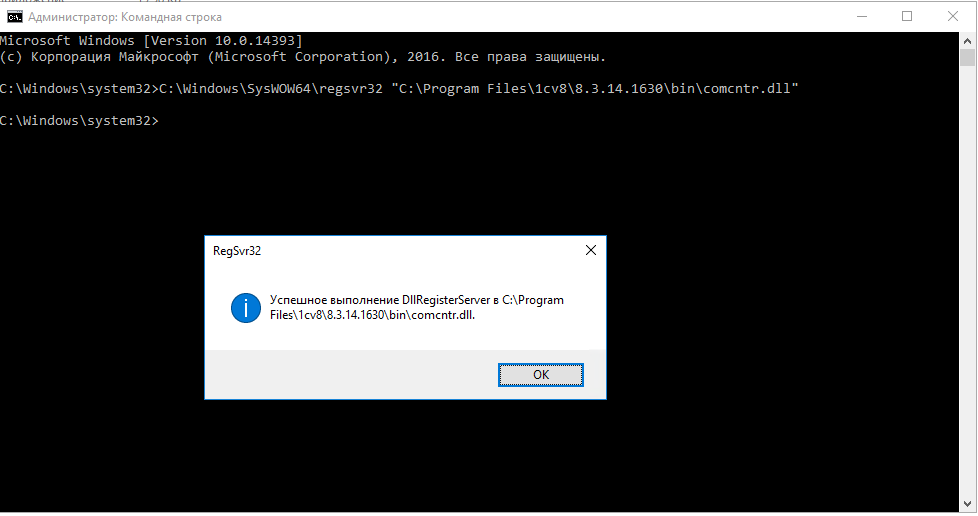 Администратор: Командная строка
Microsoft Windows [Version 10.0.14393]
(c) Корпорация Майкрософт (Microsoft Corporation), 2016. Все права защищены.
C:\Windows\system32>C:\Windows\SysWOW64\regsvr32 "C:\Program Files\1cv8\8.3.14.1630\bin\comcntr.dll"
C:\Windows\system32>
RegSvr32
Успешное выполнение DllRegisterServer в C:\Program
Files\1cv8\8.3.14.1630\bin\comcntr.dll.
OK